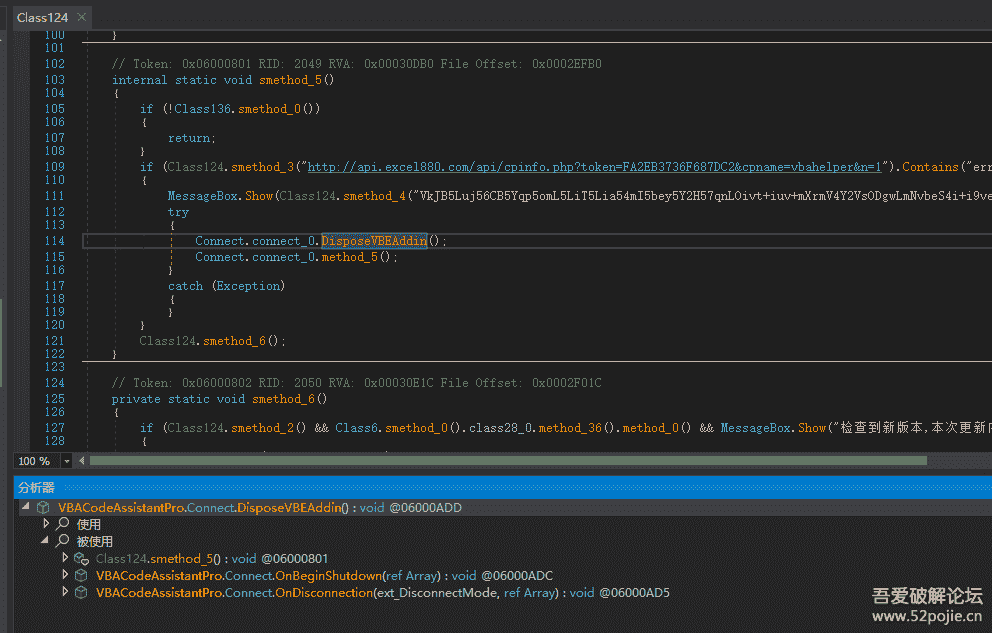 Class124 ×
100 }
101
102 // Token: 0x06000801 RID: 2049 RVA: 0x00030DB0 File Offset: 0x0002EFB0
103 internal static void smethod_5()
104 {
105 if (!Class136.smethod_0())
106 {
107 return;
108 }
109 if (Class124.smethod_3("http://api.excel880.com/api/cpinfo.php?token=FA2EB3736F687DC2&cpname=vbahelper&n=1").Contains("err
110 {
111 MessageBox.Show(Class124.smethod_4("VkJB5Luj56CB5Yqp5omL5LiT5Lia54mI5bey5Y2H57qnLOivt+iuv+mXrmV4Y2VsODgwLmNvbeS4i+i9ve
112 try
113 {
114 Connect.connect_0.DisposeVBEAddin();
115 Connect.connect_0.method_5();
116 }
117 catch (Exception)
118 {
119 }
120 }
121 Class124.smethod_6();
122 }
123
124 // Token: 0x06000802 RID: 2050 RVA: 0x00030E1C File Offset: 0x0002F01C
125 private static void smethod_6()
126 {
127 if (Class124.smethod_2() && Class6.smethod_0().class28_0.method_36().method_0() && MessageBox.Show("检查到新版本,本次更新内
128 {
100 %
分析器
VBACodeAssistantPro.Connect.DisposeVBEAddin() : void @06000ADD
使用
被使用
Class124.smethod_5() : void @06000801
VBACodeAssistantPro.Connect.OnBeginShutdown(ref Array) : void @06000ADC
VBACodeAssistantPro.Connect.OnDisconnection(ext_DisconnectMode, ref Array) : void @06000AD5
吾爱破解论坛
www.52pojie.cn